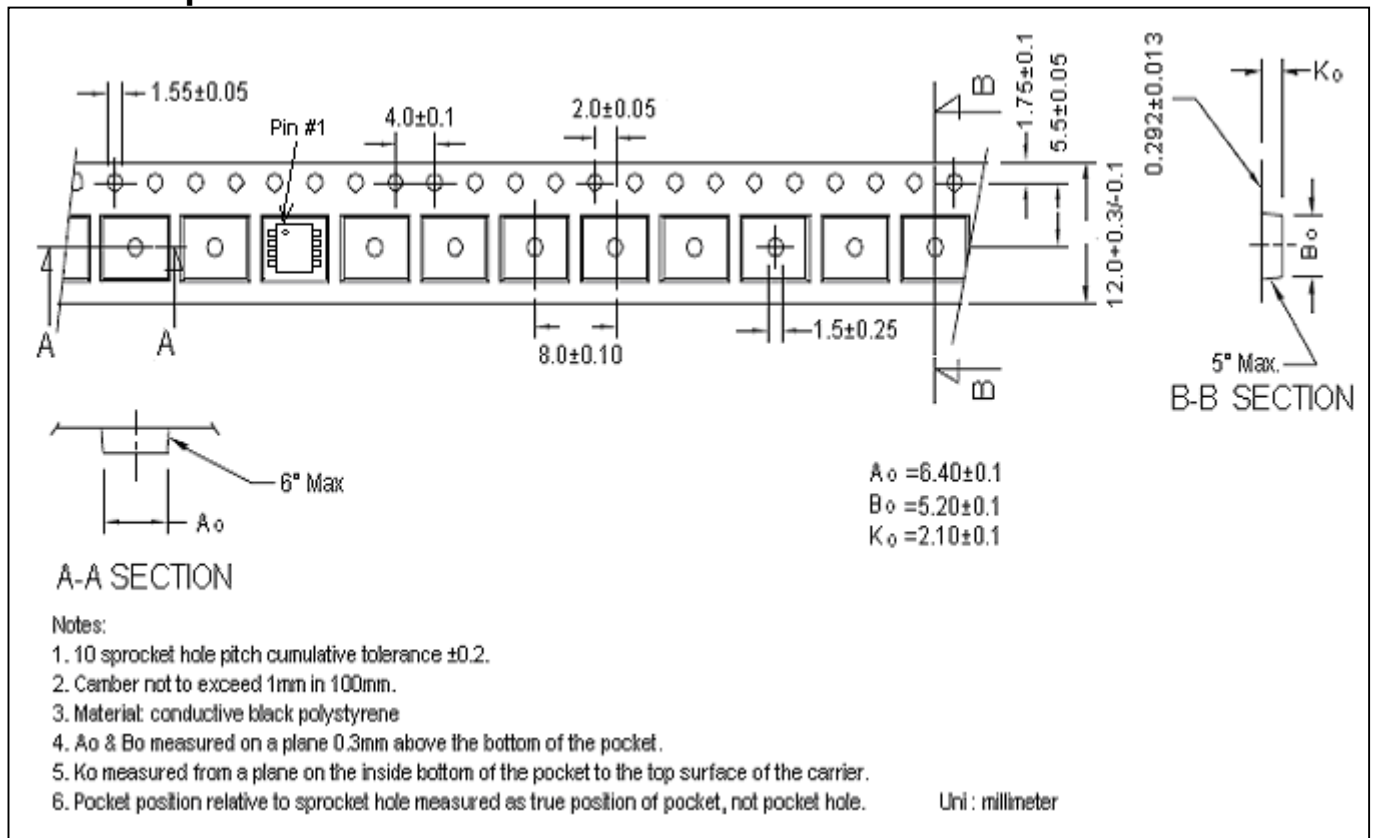 1.55±0.05
Pin #1
4.0±0.1
2.0±0.05
B
1.75±0.1
5.5±0.05
0.292±0.013
Ko
12.0+0.3/-0.1
Bo
A
A
8.0±0.10
1.5±0.25
B
5° Max.
B-B SECTION
6° Max
Ao
A-A SECTION
Ao =6.40±0.1
Bo =5.20±0.1
Ko =2.10±0.1
Notes:
1. 10 sprocket hole pitch cumulative tolerance ±0.2.
2. Camber not to exceed 1mm in 100mm.
3. Material: conductive black polystyrene
4. Ao & Bo measured on a plane 0.3mm above the bottom of the pocket.
5. Ko measured from a plane on the inside bottom of the pocket to the top surface of the carrier.
6. Pocket position relative to sprocket hole measured as true position of pocket, not pocket hole.
Uni : millimeter